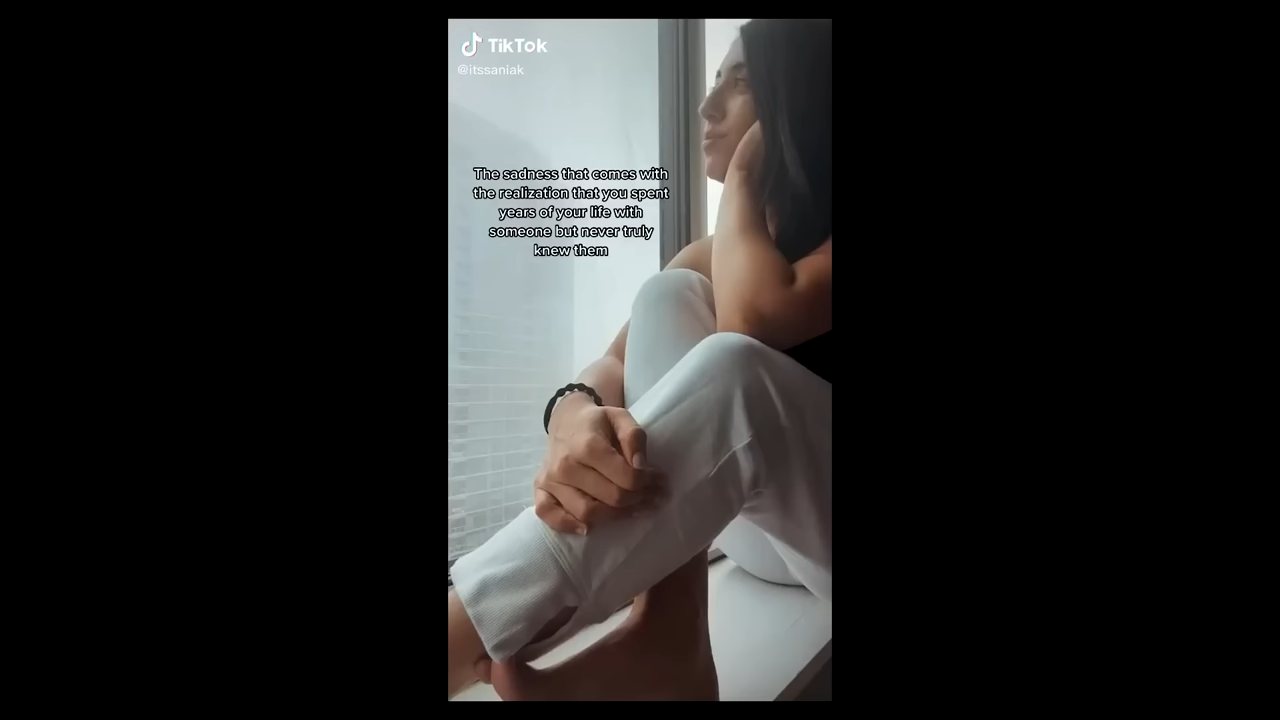 TikTok
@itssaniak
The sadness that comes with
the realization that you spent
years of your life with
someone but never truly
knew them